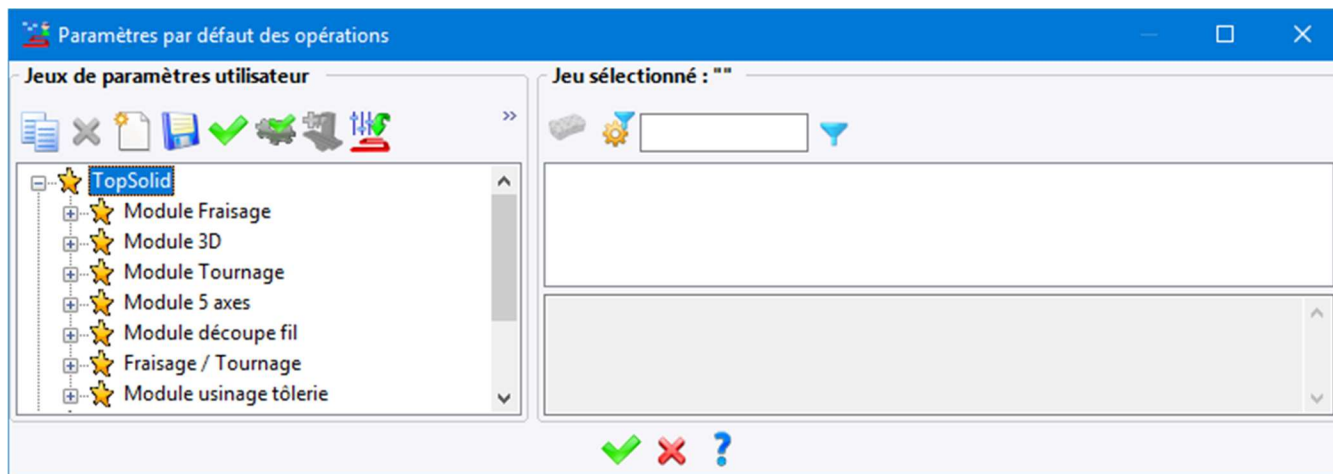 Paramètres par défaut des opérations
Jeux de paramètres utilisateur
Jeu sélectionné : ""
TopSolid
Module Fraisage
Module 3D
Module Tournage
Module 5 axes
Module découpe fil
Fraisage / Tournage
Module usinage tôlerie